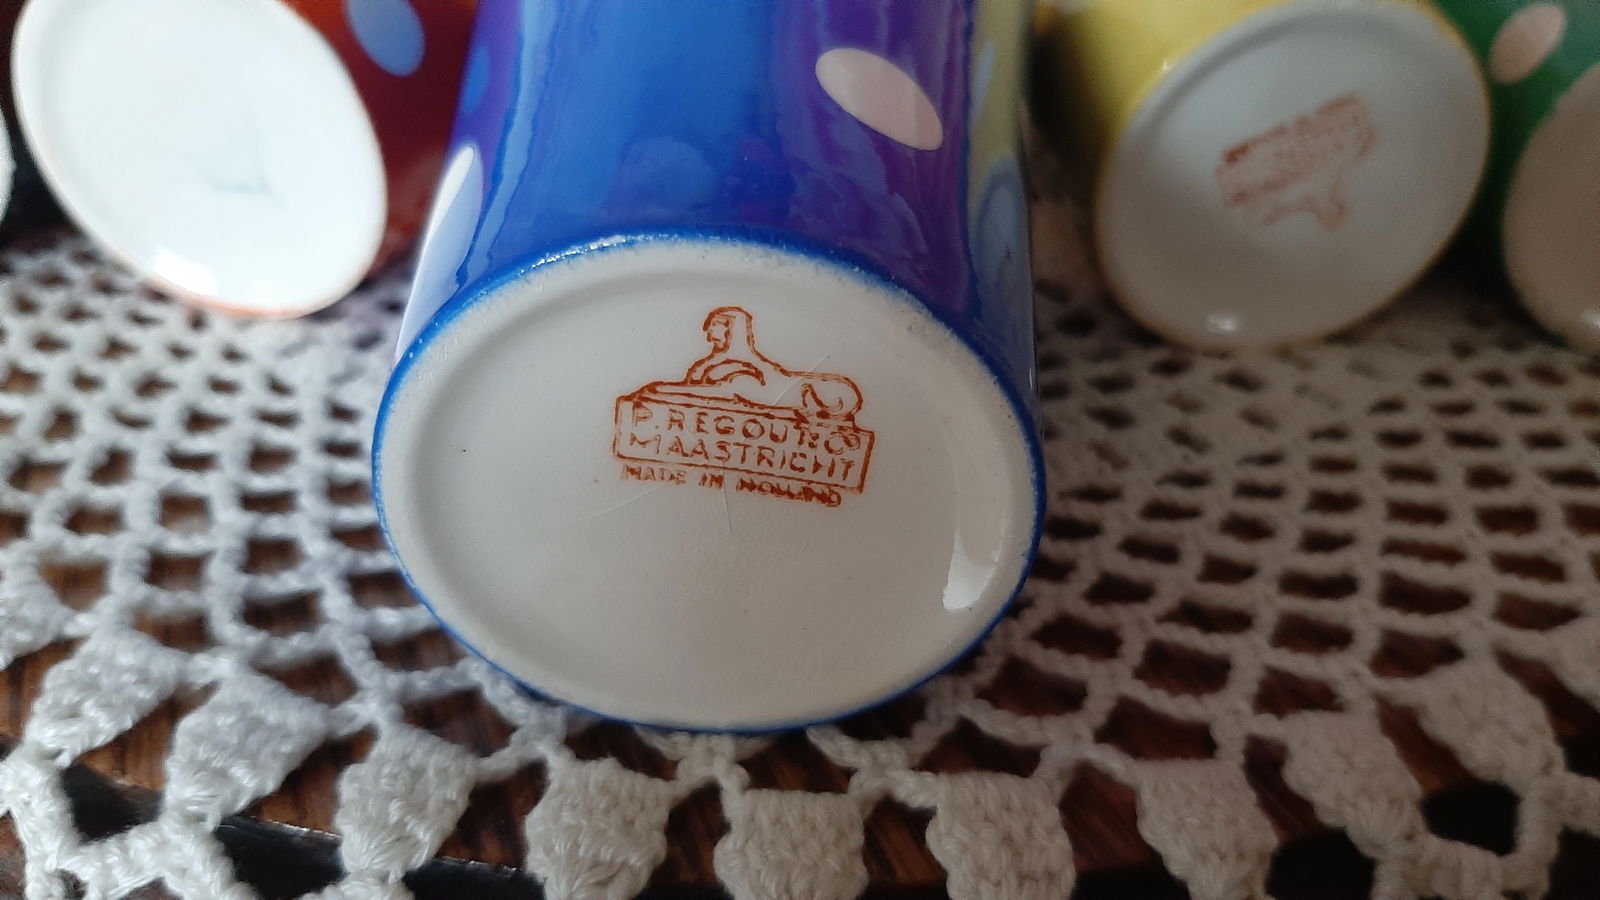 P. REGOUT & Co
MAASTRICHT
MADE IN HOLLAND